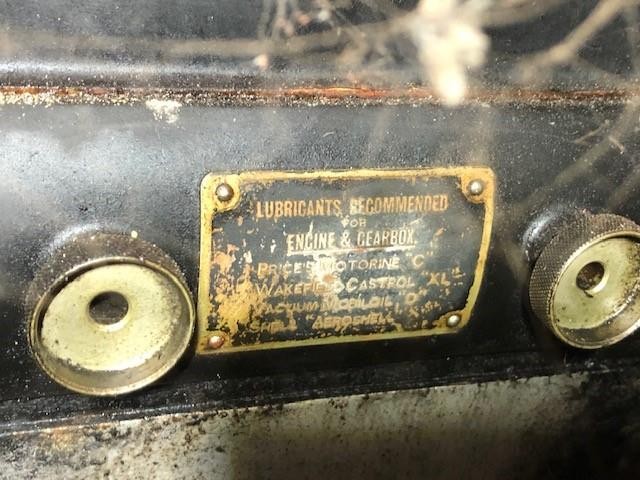 LUBRICANTS RECOMMENDED
FOR
ENGINE & GEARBOX.
PRICE'S MOTORINE "C"
WAKEFIELD CASTROL "XL"
VACUUM MOBILOIL "D"
SHELL "AEROSHELL"